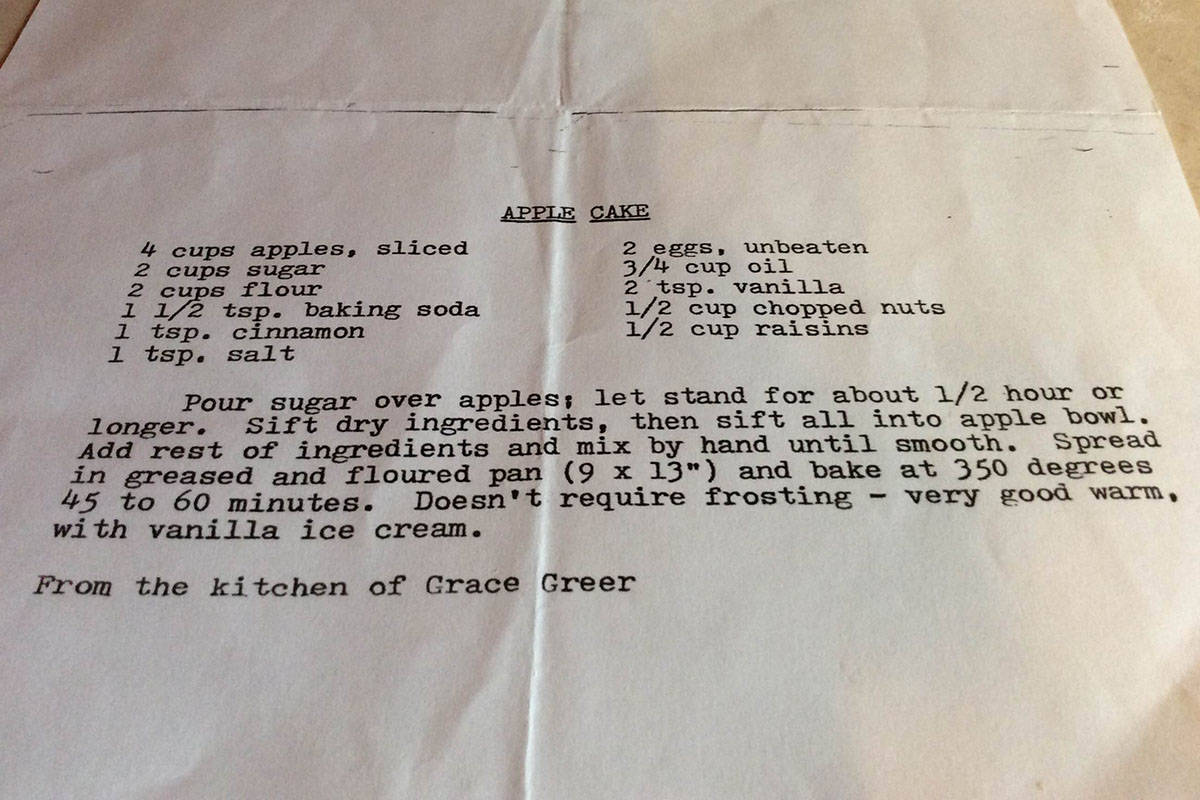 APPLE CAKE
4 cups apples, sliced
2 cups sugar
2 cups flour
1 1/2 tsp. baking soda
1 tsp. cinnamon
1 tsp. salt
2 eggs, unbeaten
3/4 cup oil
2 tsp. vanilla
1/2 cup chopped nuts
1/2 cup raisins
Pour sugar over apples; let stand for about 1/2 hour or
longer. Sift dry ingredients, then sift all into apple bowl.
Add rest of ingredients and mix by hand until smooth. Spread
in greased and floured pan (9 x 13") and bake at 350 degrees
45 to 60 minutes. Doesn't require frosting - very good warm,
with vanilla ice cream.
From the kitchen of Grace Greer